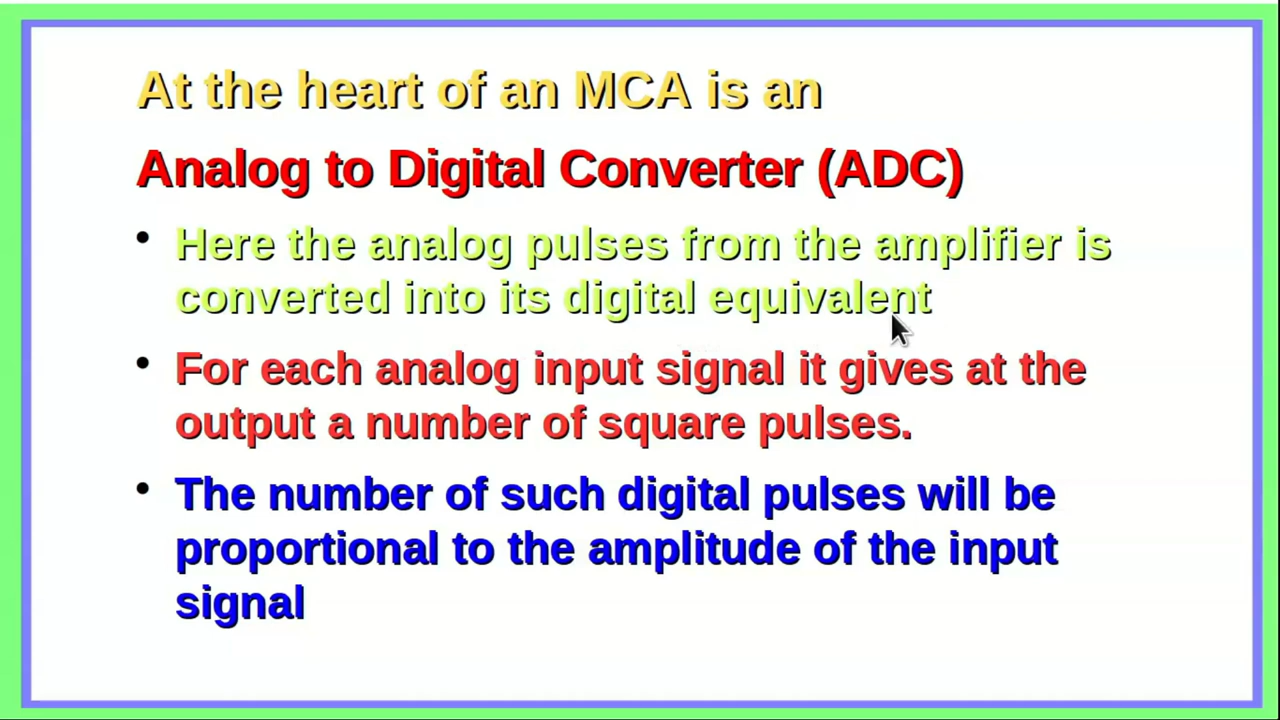 At the heart of an MCA is an
Analog to Digital Converter (ADC)
• Here the analog pulses from the amplifier is
converted into its digital equivalent
• For each analog input signal it gives at the
output a number of square pulses.
• The number of such digital pulses will be
proportional to the amplitude of the input
signal